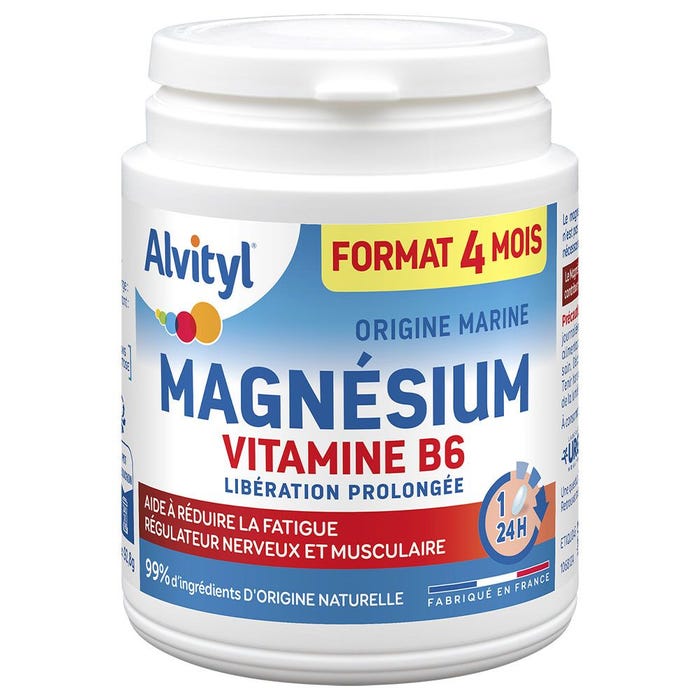 Alvityl®
FORMAT 4 MOIS
ORIGINE MARINE
MAGNÉSIUM
VITAMINE B6
LIBÉRATION PROLONGÉE
AIDE À RÉDUIRE LA FATIGUE
RÉGULATEUR NERVEUX ET MUSCULAIRE
1
24H
99% d'ingrédients D'ORIGINE NATURELLE
FABRIQUÉ EN FRANCE